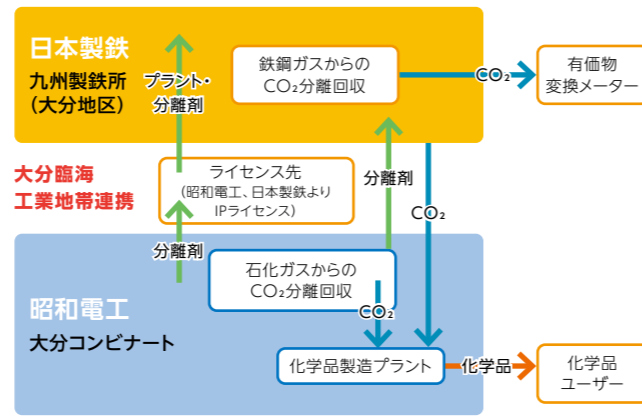 日本製鉄
九州製鉄所
（大分地区）
プラント・
分離剤
鉄鋼ガスからの
CO₂分離回収
CO₂
有価物
変換メーター
大分臨海
工業地帯連携
ライセンス先
（昭和電工、日本製鉄より
IPライセンス）
分離剤
CO₂
分離剤
昭和電工
大分コンビナート
石化ガスからの
CO₂分離回収
CO₂
化学品製造プラント
化学品
化学品
ユーザー